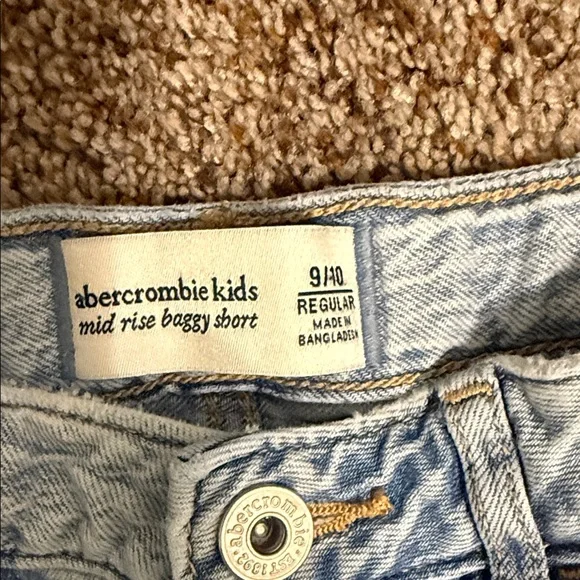 abercrombie kids
mid rise baggy short
9/10
REGULAR
MADE IN
BANGLADESH
abercrombie
EST 1892